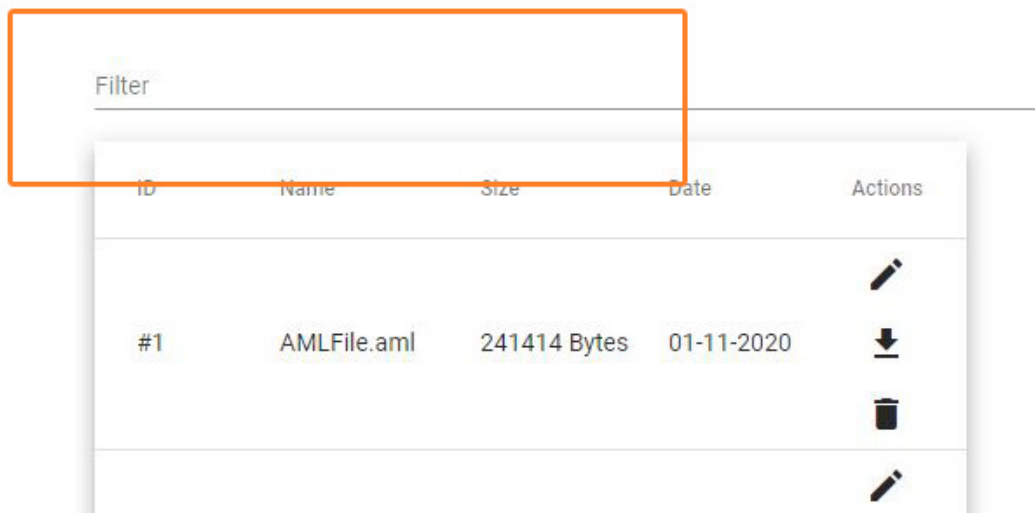 Filter
ID Name Size Date Actions
#1 AMLFile.aml 241414 Bytes 01-11-2020